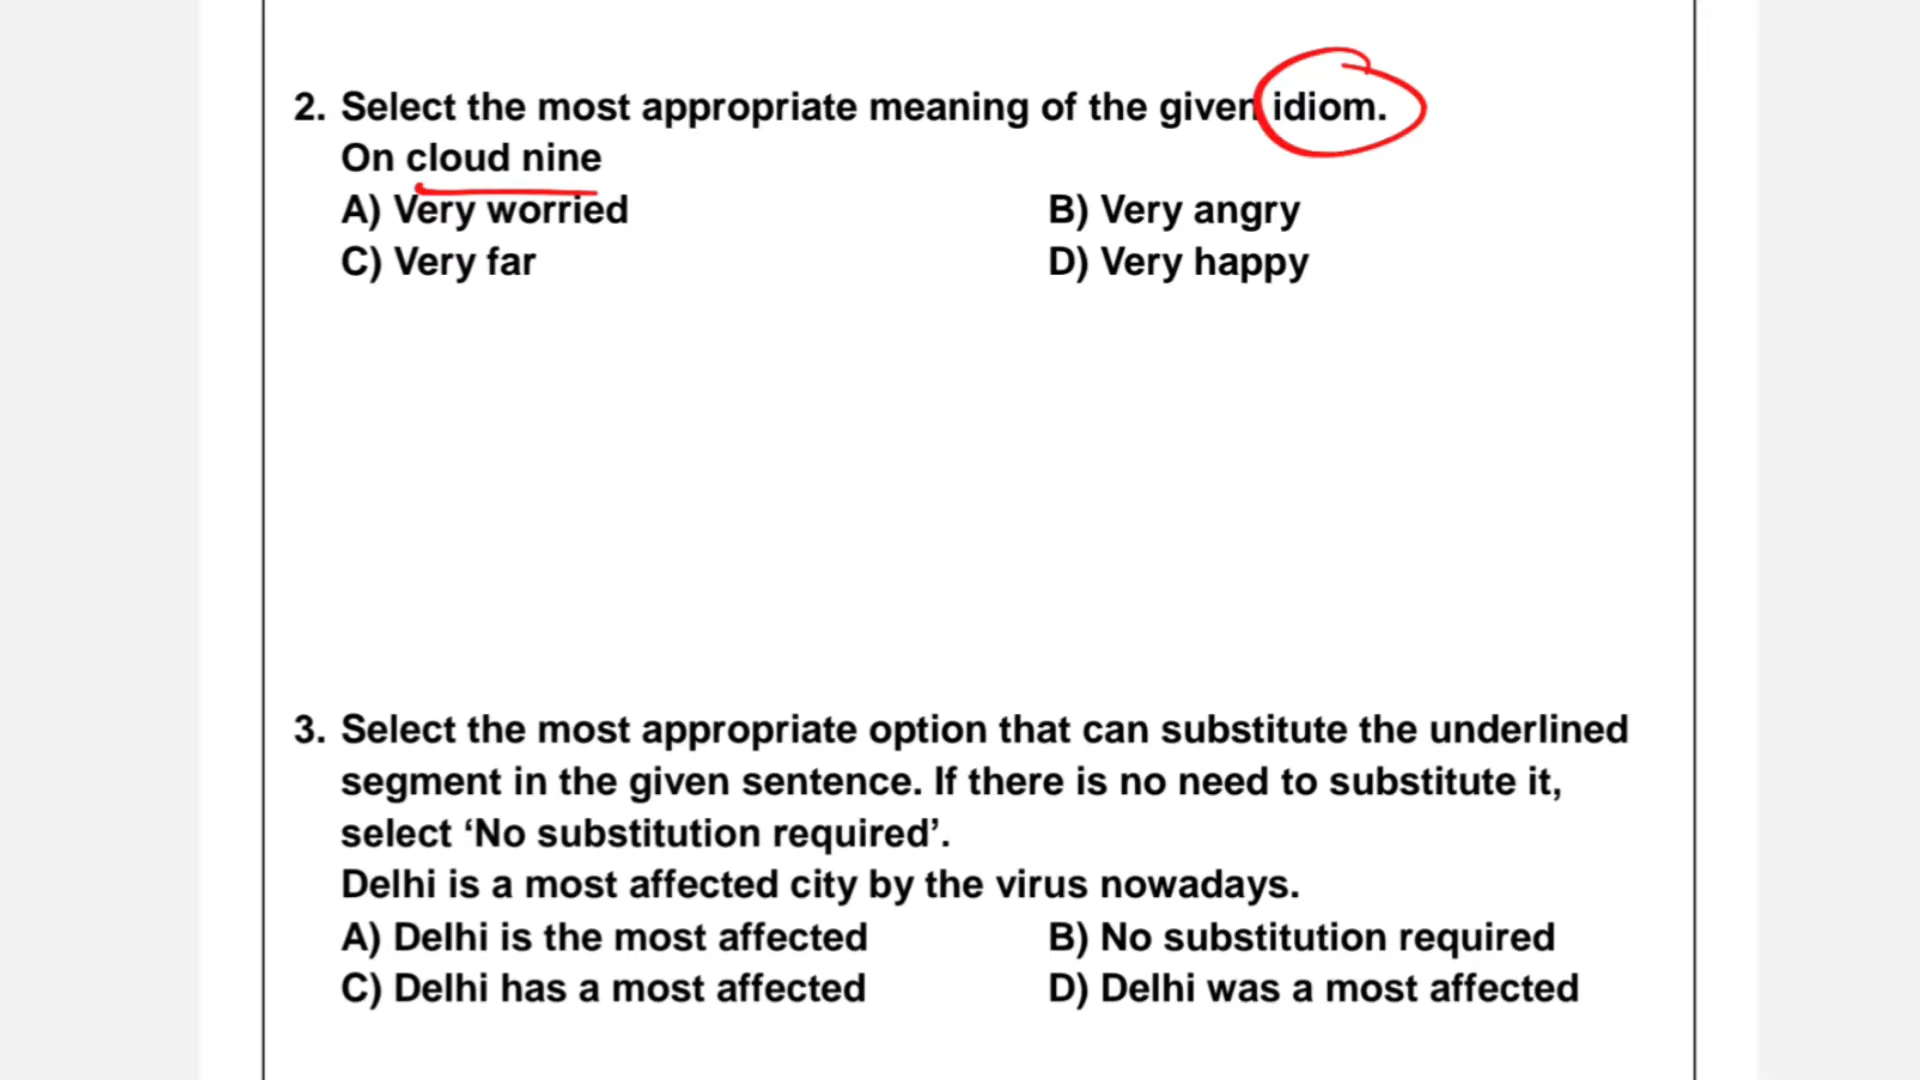 2. Select the most appropriate meaning of the given idiom.
On cloud nine
A) Very worried B) Very angry
C) Very far D) Very happy
3. Select the most appropriate option that can substitute the underlined
segment in the given sentence. If there is no need to substitute it,
select ‘No substitution required’.
Delhi is a most affected city by the virus nowadays.
A) Delhi is the most affected B) No substitution required
C) Delhi has a most affected D) Delhi was a most affected